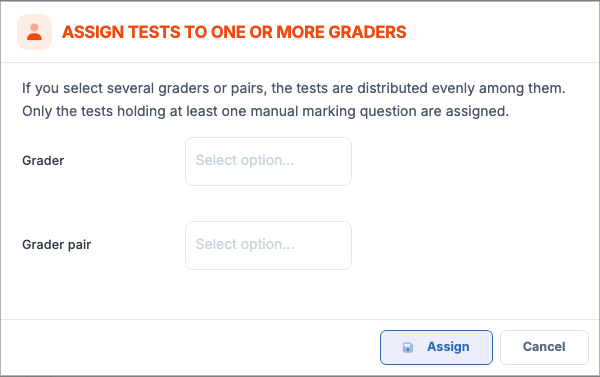 ASSIGN TESTS TO ONE OR MORE GRADERS
If you select several graders or pairs, the tests are distributed evenly among them.
Only the tests holding at least one manual marking question are assigned.
Grader
Select option...
Grader pair
Select option...
Assign
Cancel